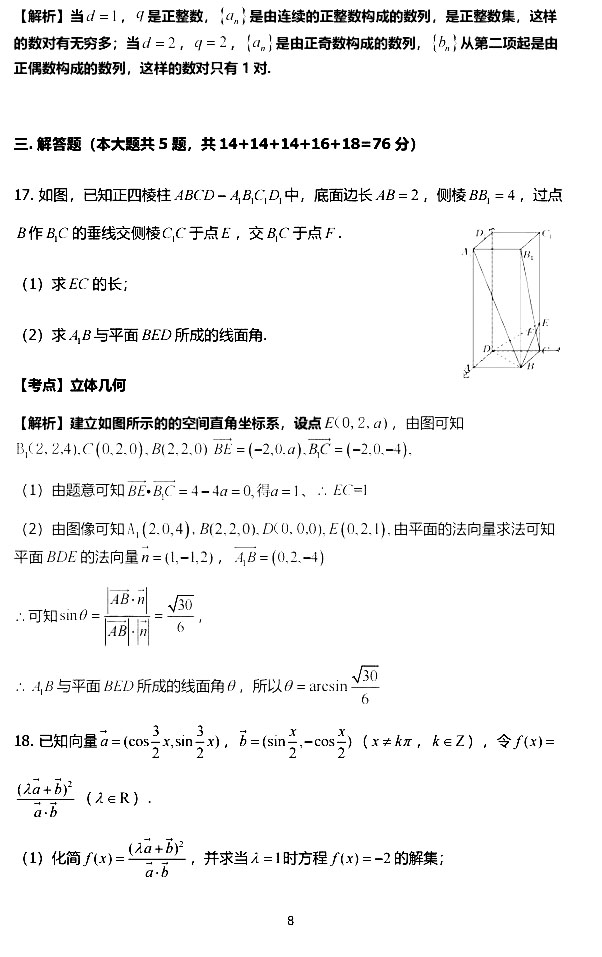 【解析】当 $d=1$，$q$ 是正整数，$\{a_n\}$ 是由连续的正整数构成的数列，是正整数集，这样
的数对有无穷多；当 $d=2$，$q=2$，$\{a_n\}$ 是由正奇数构成的数列，$\{b_n\}$ 从第二项起是由
正偶数构成的数列，这样的数对只有 1 对.
三. 解答题（本大题共 5 题，共 14+14+14+16+18=76 分）
17. 如图，已知正四棱柱 $ABCD-A_1B_1C_1D_1$ 中，底面边长 $AB=2$，侧棱 $BB_1=4$，过点
$B$ 作 $B_1C$ 的垂线交侧棱 $C_1C$ 于点 $E$，交 $B_1C$ 于点 $F$.
（1）求 $EC$ 的长；
（2）求 $A_1B$ 与平面 $BED$ 所成的线面角.
【考点】立体几何
【解析】建立如图所示的的空间直角坐标系，设点 $E(0,2,a)$，由图可知
$B_1(2,2,4),C(0,2,0),B(2,2,0)$ $\overrightarrow{BE}=(-2,0,a),\overrightarrow{B_1C}=(-2,0,-4)$,
（1）由题意可知 $\overrightarrow{BE}\bullet\overrightarrow{B_1C}=4-4a=0$, 得 $a=1$、$\therefore EC=1$
（2）由图像可知 $A_1(2,0,4),B(2,2,0),D(0,0,0),E(0,2,1)$, 由平面的法向量求法可知
平面 $BDE$ 的法向量 $\vec{n}=(1,-1,2)$，$\overrightarrow{A_1B}=(0,2,-4)$
$\therefore$ 可知 $\sin\theta=\frac{|\overrightarrow{AB}\cdot\vec{n}|}{|\overrightarrow{AB}|\cdot|\vec{n}|}=\frac{\sqrt{30}}{6}$，
$\therefore A_1B$ 与平面 $BED$ 所成的线面角 $\theta$，所以 $\theta=\arcsin\frac{\sqrt{30}}{6}$
18. 已知向量 $\vec{a}=(\cos\frac{3}{2}x,\sin\frac{3}{2}x)$，$\vec{b}=(\sin\frac{x}{2},-\cos\frac{x}{2})$（$x\neq k\pi$，$k\in Z$），令 $f(x)=$
$\frac{(\lambda\vec{a}+\vec{b})^2}{\vec{a}\cdot\vec{b}}$（$\lambda\in R$）.
（1）化简 $f(x)=\frac{(\lambda\vec{a}+\vec{b})^2}{\vec{a}\cdot\vec{b}}$，并求当 $\lambda=1$ 时方程 $f(x)=-2$ 的解集；
8